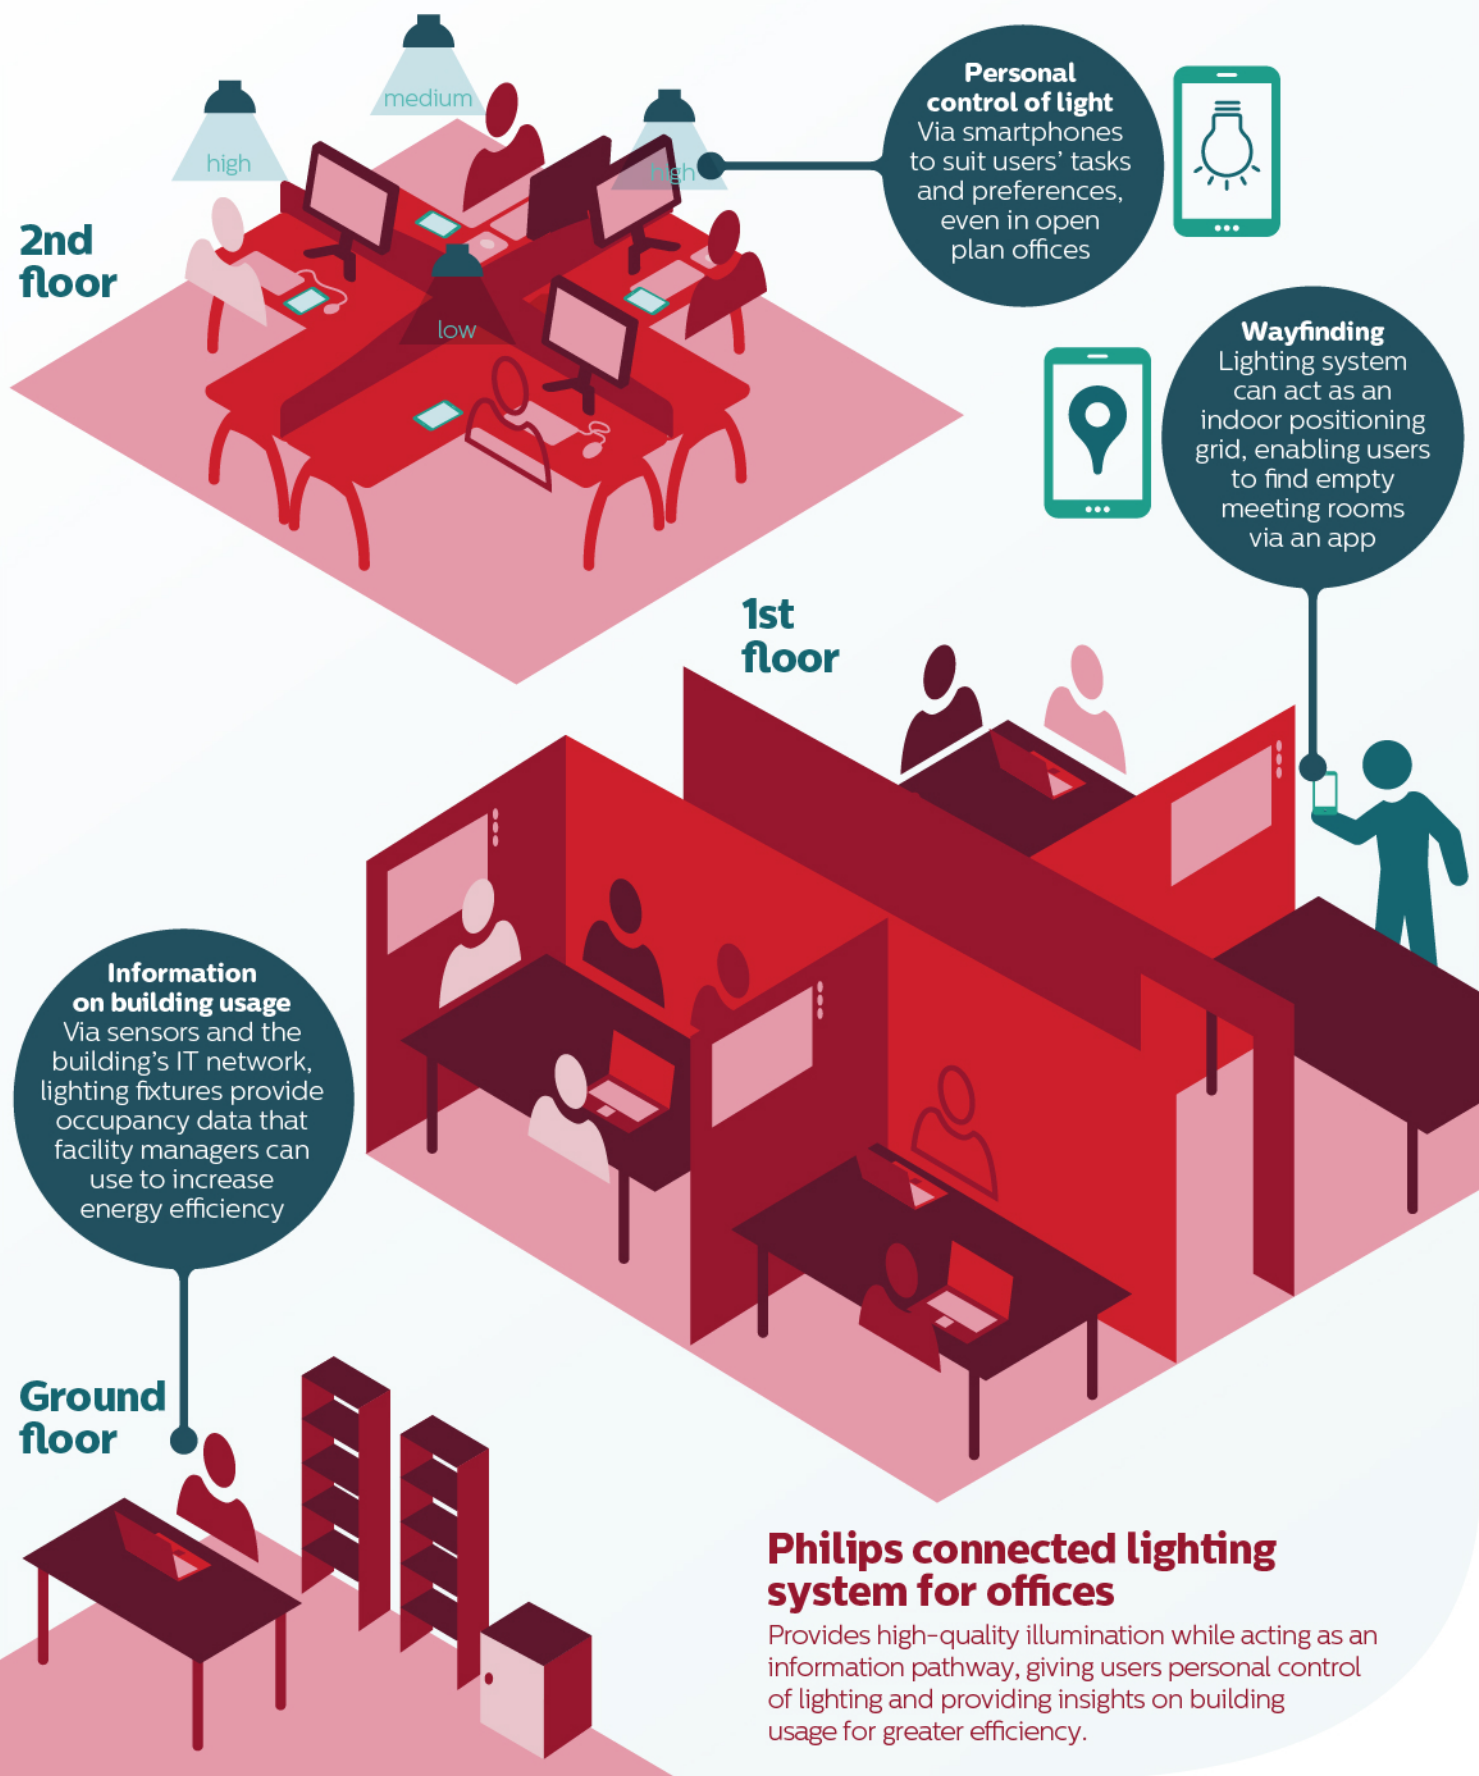 medium
high
high
low
2nd
floor
Personal
control of light
Via smartphones
to suit users’ tasks
and preferences,
even in open
plan offices
Wayfinding
Lighting system
can act as an
indoor positioning
grid, enabling users
to find empty
meeting rooms
via an app
1st
floor
Information
on building usage
Via sensors and the
building’s IT network,
lighting fixtures provide
occupancy data that
facility managers can
use to increase
energy efficiency
Ground
floor
Philips connected lighting
system for offices
Provides high-quality illumination while acting as an
information pathway, giving users personal control
of lighting and providing insights on building
usage for greater efficiency.